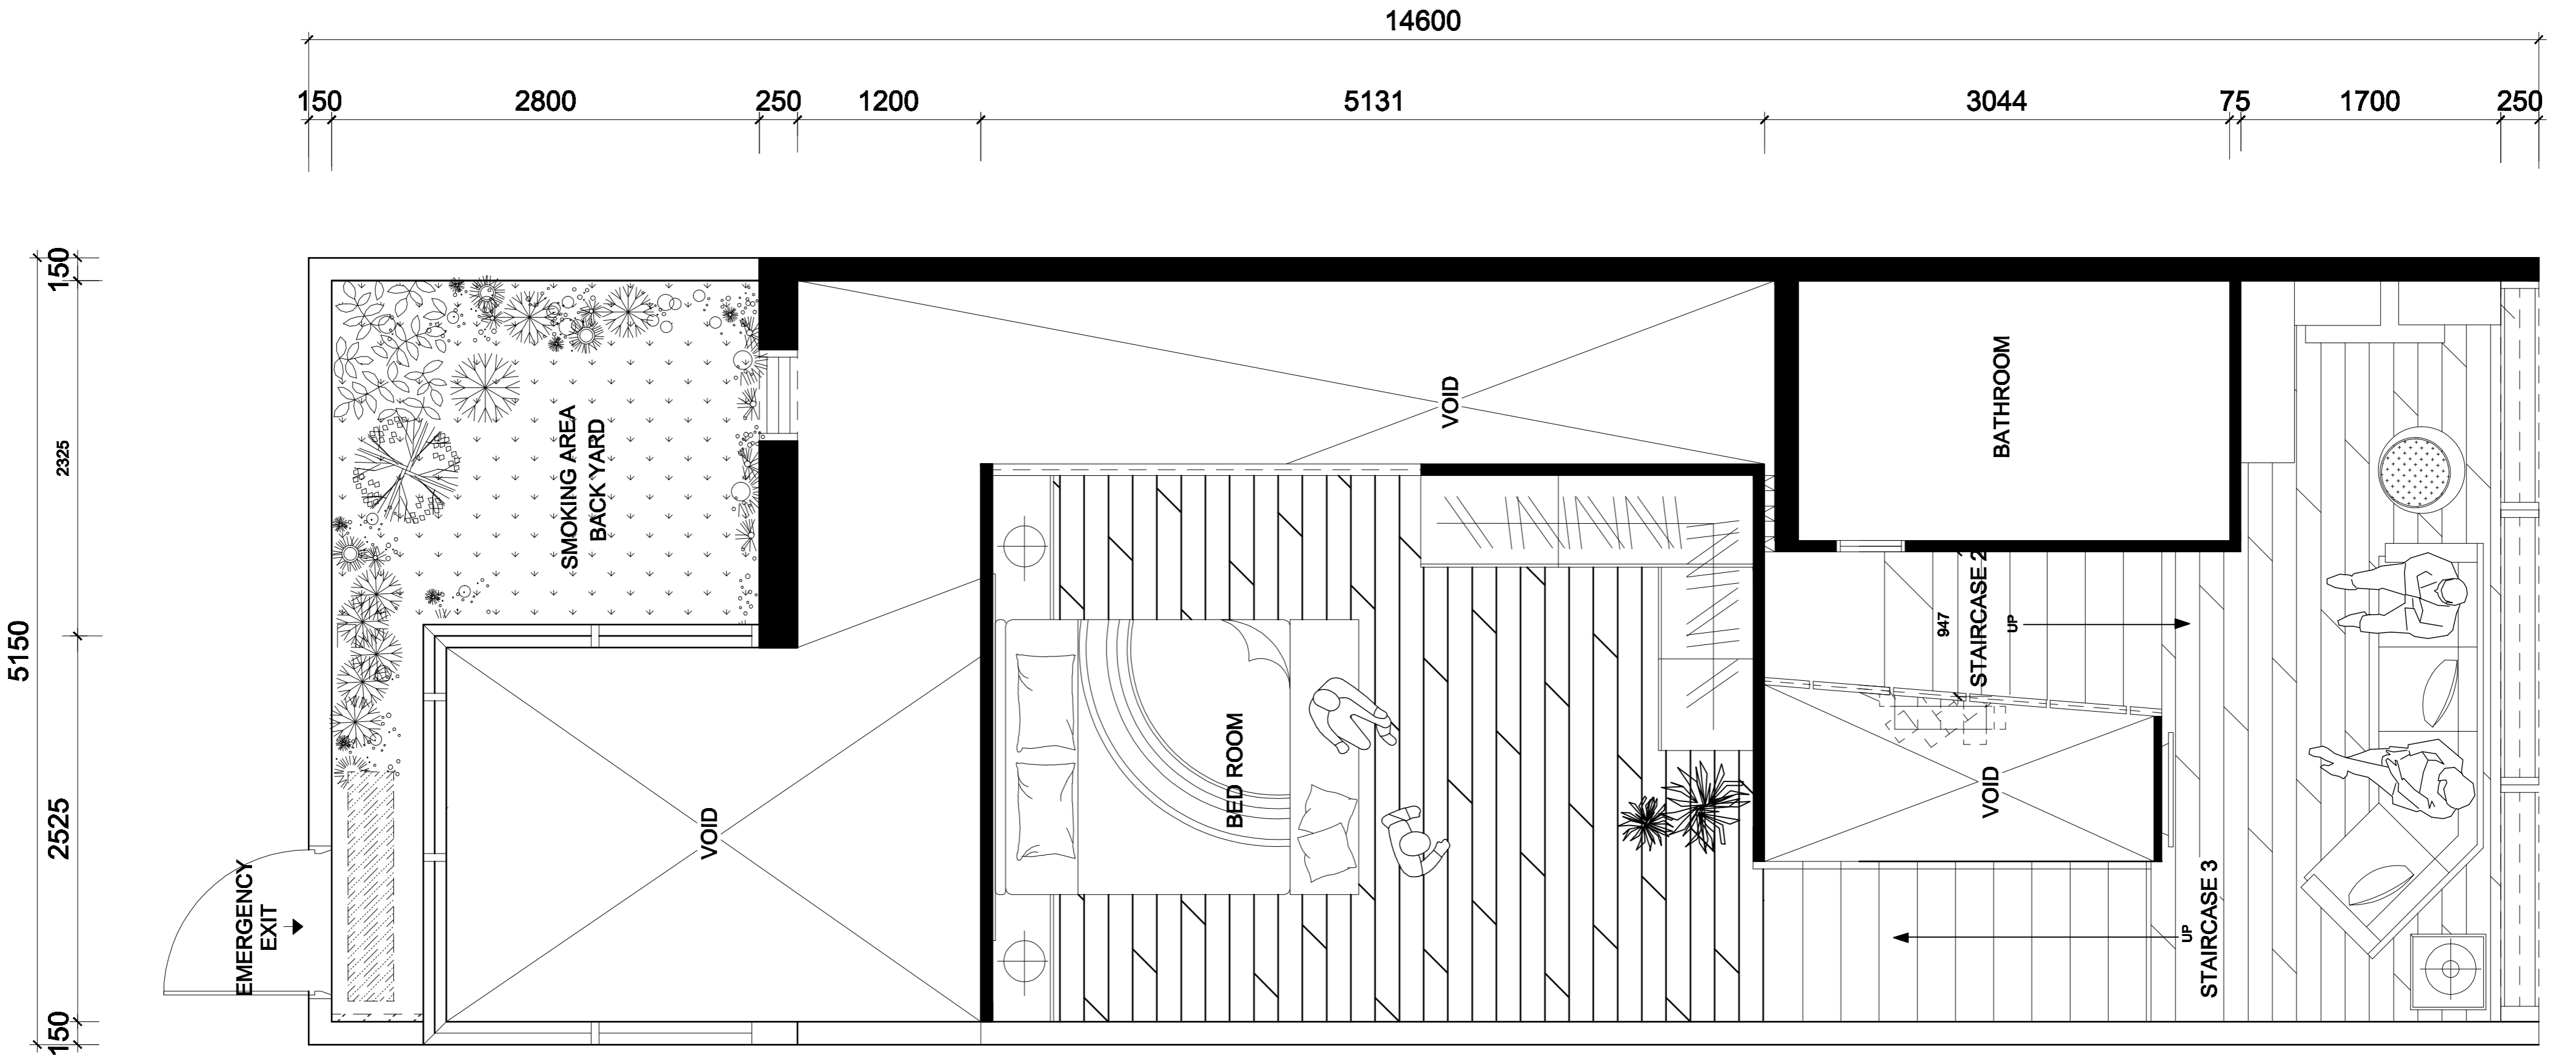 14600
150
2800
250
1200
5131
3044
75
1700
250
150
2325
5150
2525
150
SMOKING AREA
BACK YARD
VOID
BATHROOM
STAIRCASE 2
947
UP
BED ROOM
VOID
VOID
EMERGENCY
EXIT
UP
STAIRCASE 3